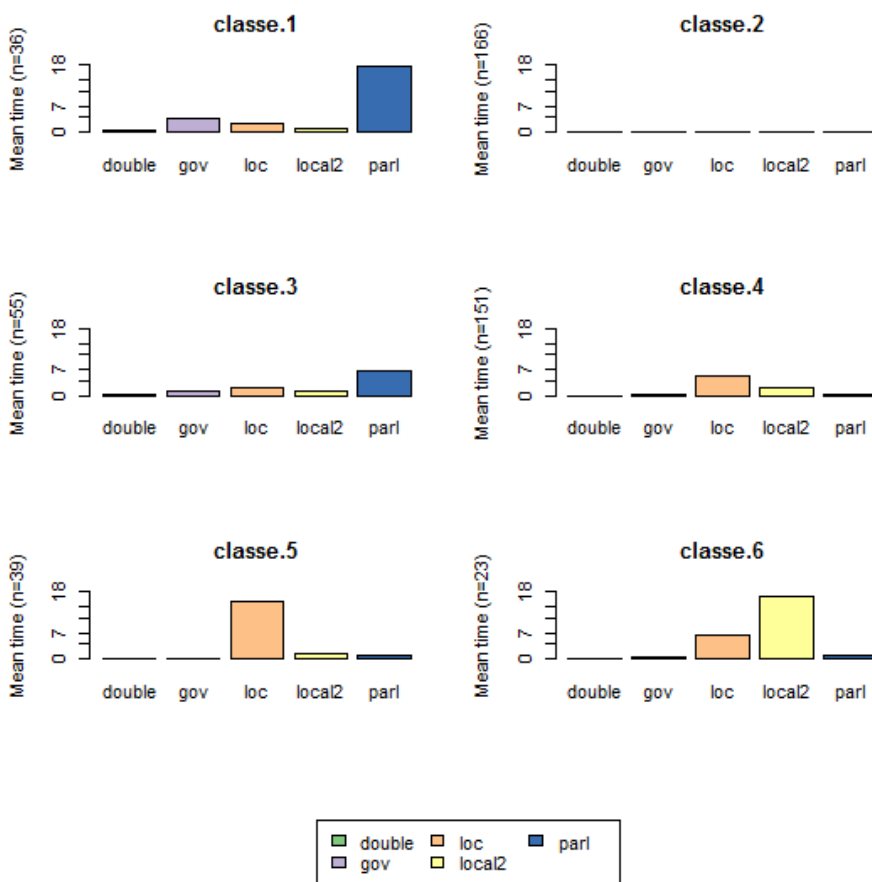 classe.1
Mean time (n=36)
18
7
0
double gov loc local2 parl
classe.2
Mean time (n=166)
18
7
0
double gov loc local2 parl
classe.3
Mean time (n=55)
18
7
0
double gov loc local2 parl
classe.4
Mean time (n=151)
18
7
0
double gov loc local2 parl
classe.5
Mean time (n=39)
18
7
0
double gov loc local2 parl
classe.6
Mean time (n=23)
18
7
0
double gov loc local2 parl
double loc parl
gov local2